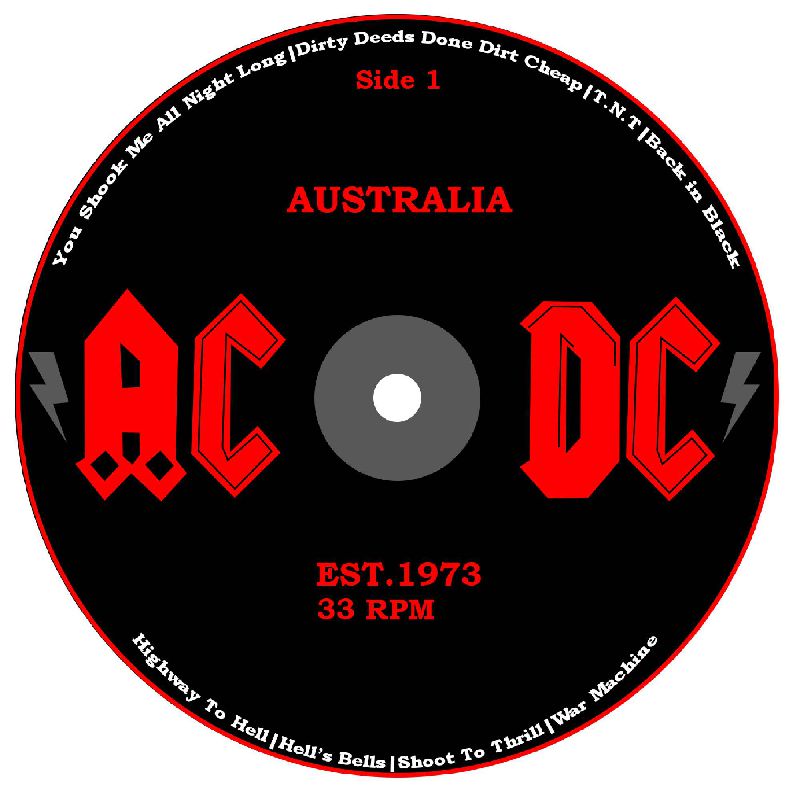 You Shook Me All Night Long|Dirty Deeds Done Dirt Cheap|T.N.T|Back in Black
Side 1
AUSTRALIA
AC DC
EST.1973
33 RPM
Highway To Hell|Hell's Bells|Shoot To Thrill|War Machine